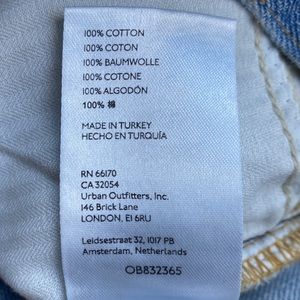 100% COTTON
100% COTON
100% BAUMWOLLE
100% COTONE
100% ALGODÓN
100% 棉
MADE IN TURKEY
HECHO EN TURQUÍA
RN 66170
CA 32054
Urban Outfitters, Inc.
146 Brick Lane
LONDON, E1 6RU
Leidsestraat 32, 1017 PB
Amsterdam, Netherlands
OB832365